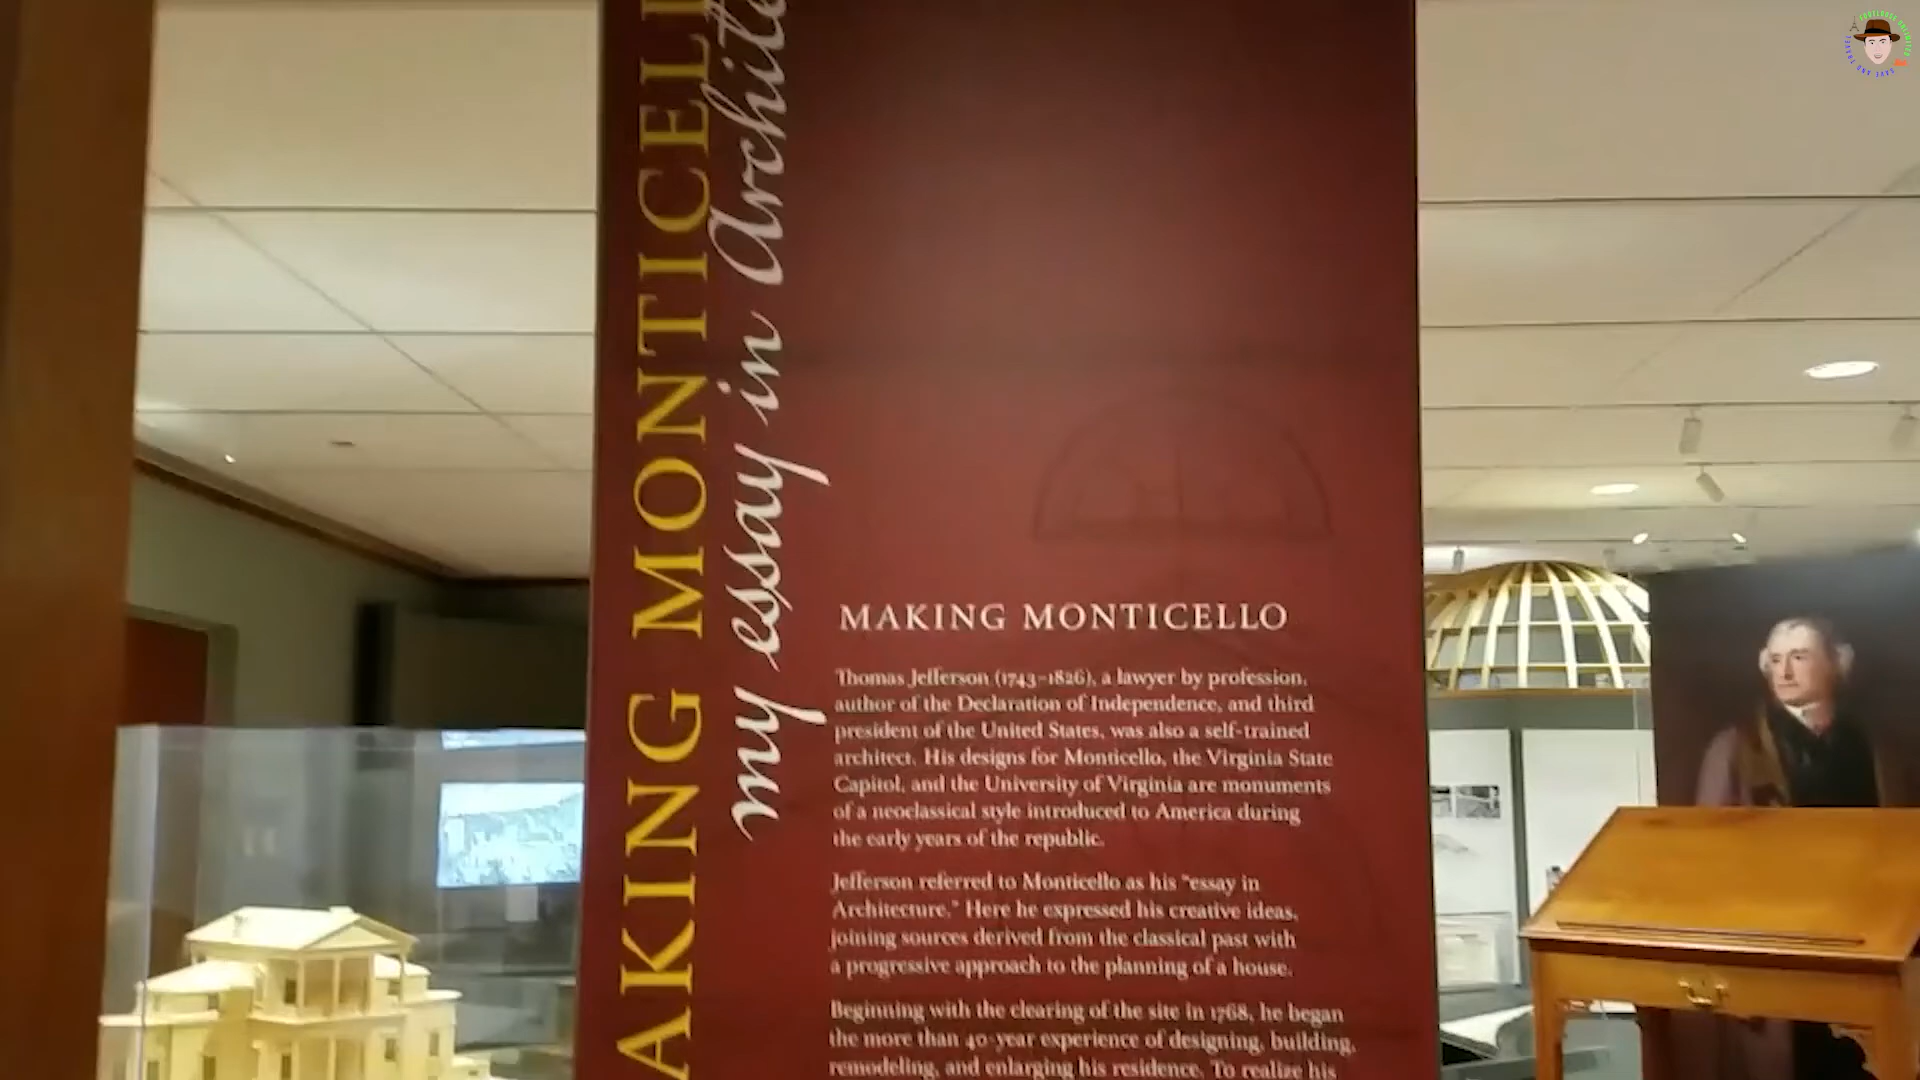 my essay in
MAKING MONTICELLO
Thomas Jefferson (1743–1826), a lawyer by profession,
author of the Declaration of Independence, and third
president of the United States, was also a self-trained
architect. His designs for Monticello, the Virginia State
Capitol, and the University of Virginia are monuments
of a neoclassical style introduced to America during
the early years of the republic.
Jefferson referred to Monticello as his "essay in
Architecture." Here he expressed his creative ideas,
joining sources derived from the classical past with
a progressive approach to the planning of a house.
Beginning with the clearing of the site in 1768, he began
the more than 40-year experience of designing, building,
remodeling, and enlarging his residence. To realize his